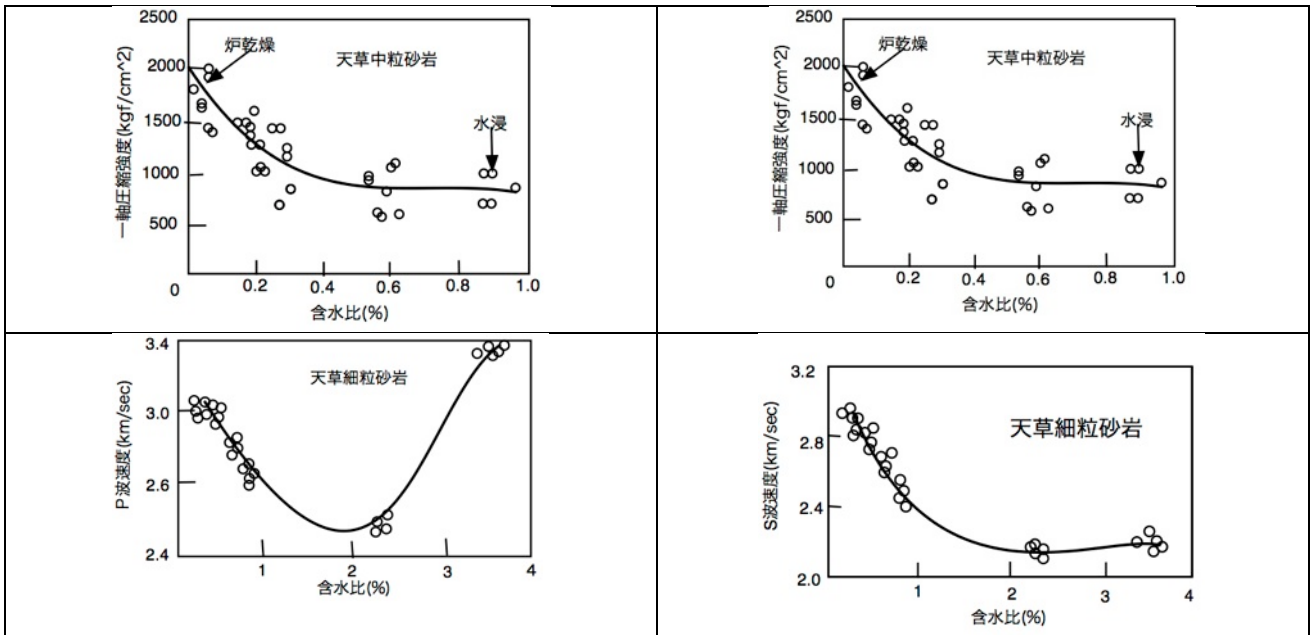 2500
2000
1500
1000
500
0
一軸圧縮強度(kgf/cm^2)
炉乾燥
天草中粒砂岩
水浸
0.2 0.4 0.6 0.8 1.0
含水比(%)
2500
2000
1500
1000
500
0
一軸圧縮強度(kgf/cm^2)
炉乾燥
天草中粒砂岩
水浸
0.2 0.4 0.6 0.8 1.0
含水比(%)
3.4
3.0
2.6
2.4
P波速度(km/sec)
天草細粒砂岩
1 2 3 4
含水比(%)
3.2
2.8
2.4
2.0
S波速度(km/sec)
天草細粒砂岩
1 2 3 4
含水比(%)